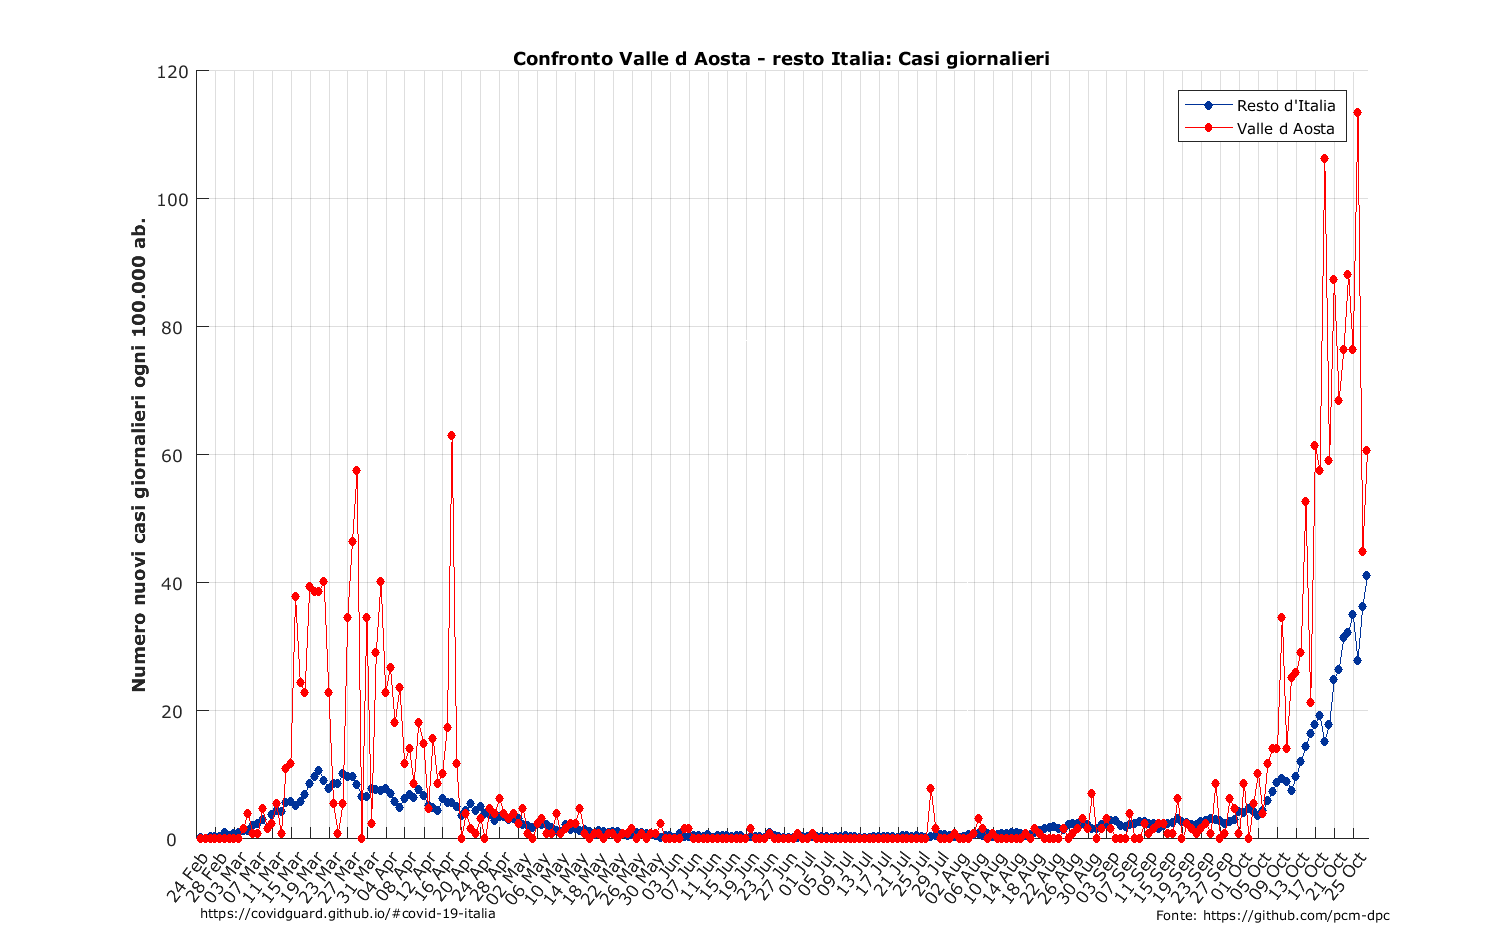 Confronto Valle d Aosta - resto Italia: Casi giornalieri
Resto d'Italia
Valle d Aosta
Numero nuovi casi giornalieri ogni 100.000 ab.
120
100
80
60
40
20
0
24 Feb
28 Feb
03 Mar
07 Mar
11 Mar
15 Mar
19 Mar
23 Mar
27 Mar
31 Mar
04 Apr
08 Apr
12 Apr
16 Apr
20 Apr
24 Apr
28 Apr
02 May
06 May
10 May
14 May
18 May
22 May
26 May
30 May
03 Jun
07 Jun
11 Jun
15 Jun
19 Jun
23 Jun
27 Jun
01 Jul
05 Jul
09 Jul
13 Jul
17 Jul
21 Jul
25 Jul
29 Jul
02 Aug
06 Aug
10 Aug
14 Aug
18 Aug
22 Aug
26 Aug
30 Aug
03 Sep
07 Sep
11 Sep
15 Sep
19 Sep
23 Sep
27 Sep
01 Oct
05 Oct
09 Oct
13 Oct
17 Oct
21 Oct
25 Oct
https://covidguard.github.io/#covid-19-italia
Fonte: https://github.com/pcm-dpc